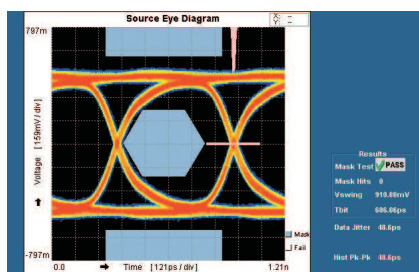 Source Eye Diagram
X: --
Y: --
797m
Voltage [159mV / div]
-797m
0.0
Time [121ps / div]
1.21n
Mask
Fail
Results
Mask Test PASS
Mask Hits 0
Vswing 910.00mV
Tbit 606.06ps
Data Jitter 48.6ps
Hist Pk-Pk 48.6ps